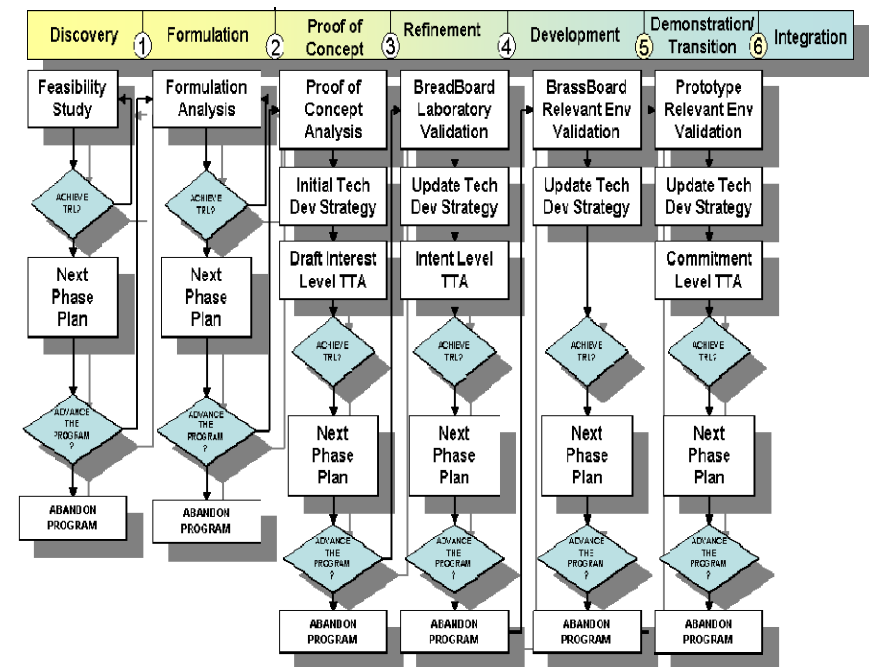 Discovery
1
Formulation
2
Proof of
Concept
3
Refinement
4
Development
5
Demonstration/
Transition
6
Integration
Feasibility
Study
ACHIEVE
TRL?
Next
Phase
Plan
ADVANCE
THE
PROGRAM
?
ABANDON
PROGRAM
Formulation
Analysis
ACHIEVE
TRL?
Next
Phase
Plan
ADVANCE
THE
PROGRAM
?
ABANDON
PROGRAM
Proof of
Concept
Analysis
Initial Tech
Dev Strategy
Draft Interest
Level TTA
ACHIEVE
TRL?
Next
Phase
Plan
ADVANCE
THE
PROGRAM
?
ABANDON
PROGRAM
BreadBoard
Laboratory
Validation
Update Tech
Dev Strategy
Intent Level
TTA
ACHIEVE
TRL?
Next
Phase
Plan
ADVANCE
THE
PROGRAM
?
ABANDON
PROGRAM
BrassBoard
Relevant Env
Validation
Update Tech
Dev Strategy
ACHIEVE
TRL?
Next
Phase
Plan
ADVANCE
THE
PROGRAM
?
ABANDON
PROGRAM
Prototype
Relevant Env
Validation
Update Tech
Dev Strategy
Commitment
Level TTA
ACHIEVE
TRL?
Next
Phase
Plan
ADVANCE
THE
PROGRAM
?
ABANDON
PROGRAM